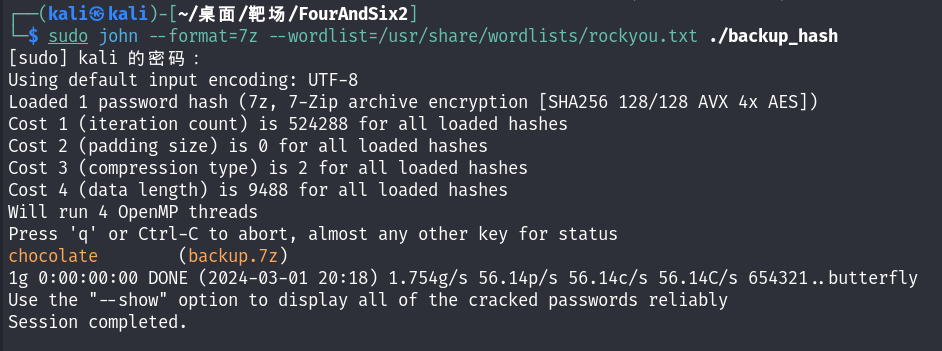 ┌──(kali㉿kali)-[~/桌面/靶场/FourAndSix2]
└─$ sudo john --format=7z --wordlist=/usr/share/wordlists/rockyou.txt ./backup_hash
[sudo] kali 的密码：
Using default input encoding: UTF-8
Loaded 1 password hash (7z, 7-Zip archive encryption [SHA256 128/128 AVX 4x AES])
Cost 1 (iteration count) is 524288 for all loaded hashes
Cost 2 (padding size) is 0 for all loaded hashes
Cost 3 (compression type) is 2 for all loaded hashes
Cost 4 (data length) is 9488 for all loaded hashes
Will run 4 OpenMP threads
Press 'q' or Ctrl-C to abort, almost any other key for status
chocolate        (backup.7z)
1g 0:00:00:00 DONE (2024-03-01 20:18) 1.754g/s 56.14p/s 56.14c/s 56.14C/s 654321..butterfly
Use the "--show" option to display all of the cracked passwords reliably
Session completed.